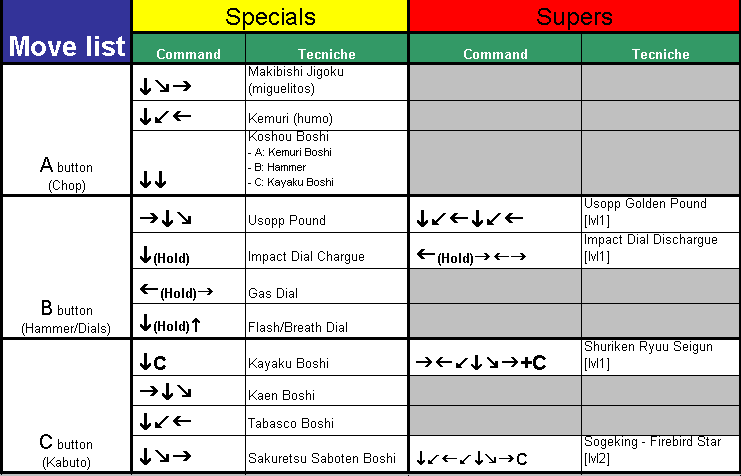 Move list
Specials
Supers
Command
Tecniche
Command
Tecniche
A button
(Chop)
↓↘→
Makibishi Jigoku
(miguelitos)
↓↙←
Kemuri (humo)
↓↓
Koshou Boshi
- A: Kemuri Boshi
- B: Hammer
- C: Kayaku Boshi
B button
(Hammer/Dials)
→↓↘
Usopp Pound
↓↙←↓↙←
Usopp Golden Pound
[lvl1]
↓(Hold)
Impact Dial Chargue
←(Hold)→←→
Impact Dial Dischargue
[lvl1]
←(Hold)→
Gas Dial
↓(Hold)↑
Flash/Breath Dial
C button
(Kabuto)
↓C
Kayaku Boshi
→←↙↓↘→+C
Shuriken Ryuu Seigun
[lvl1]
→↓↘
Kaen Boshi
↓↙←
Tabasco Boshi
↓↘→
Sakuretsu Saboten Boshi
↓↙←↙↓↘→C
Sogeking - Firebird Star
[lvl2]